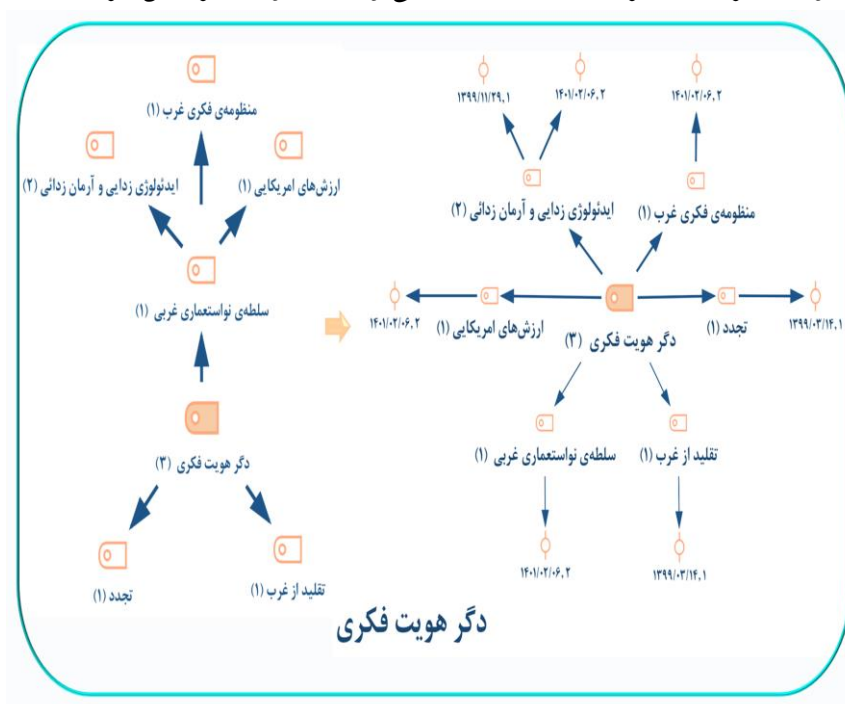 منظومه‌ی فکری غرب (۱)
ایدئولوژی زدایی و آرمان زدائی (۲)
ارزش‌های امریکایی (۱)
سلطه‌ی نواستعماری غربی (۱)
دگر هویت فکری (۳)
تجدد (۱)
تقلید از غرب (۱)
۱۴۰۱/۰۲/۰۶.۲
۱۴۰۱/۰۲/۰۶.۲
۱۳۹۹/۱۱/۲۹.۱
منظومه‌ی فکری غرب (۱)
ایدئولوژی زدایی و آرمان زدائی (۲)
۱۳۹۹/۰۳/۱۴.۱
تجدد (۱)
دگر هویت فکری (۳)
ارزش‌های امریکایی (۱)
۱۴۰۱/۰۲/۰۶.۲
تقلید از غرب (۱)
سلطه‌ی نواستعماری غربی (۱)
۱۳۹۹/۰۳/۱۴.۱
۱۴۰۱/۰۲/۰۶.۲
دگر هویت فکری